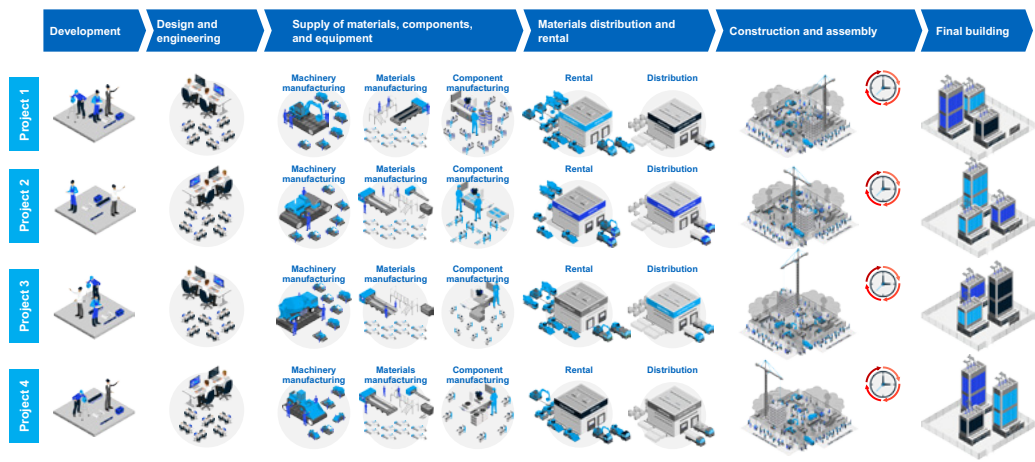 Development
Design and
engineering
Supply of materials, components,
and equipment
Materials distribution and
rental
Construction and assembly
Final building
Project 1
Machinery
manufacturing
Materials
manufacturing
Component
manufacturing
Rental
Distribution
Project 2
Machinery
manufacturing
Materials
manufacturing
Component
manufacturing
Rental
Distribution
Project 3
Machinery
manufacturing
Materials
manufacturing
Component
manufacturing
Rental
Distribution
Project 4
Machinery
manufacturing
Materials
manufacturing
Component
manufacturing
Rental
Distribution